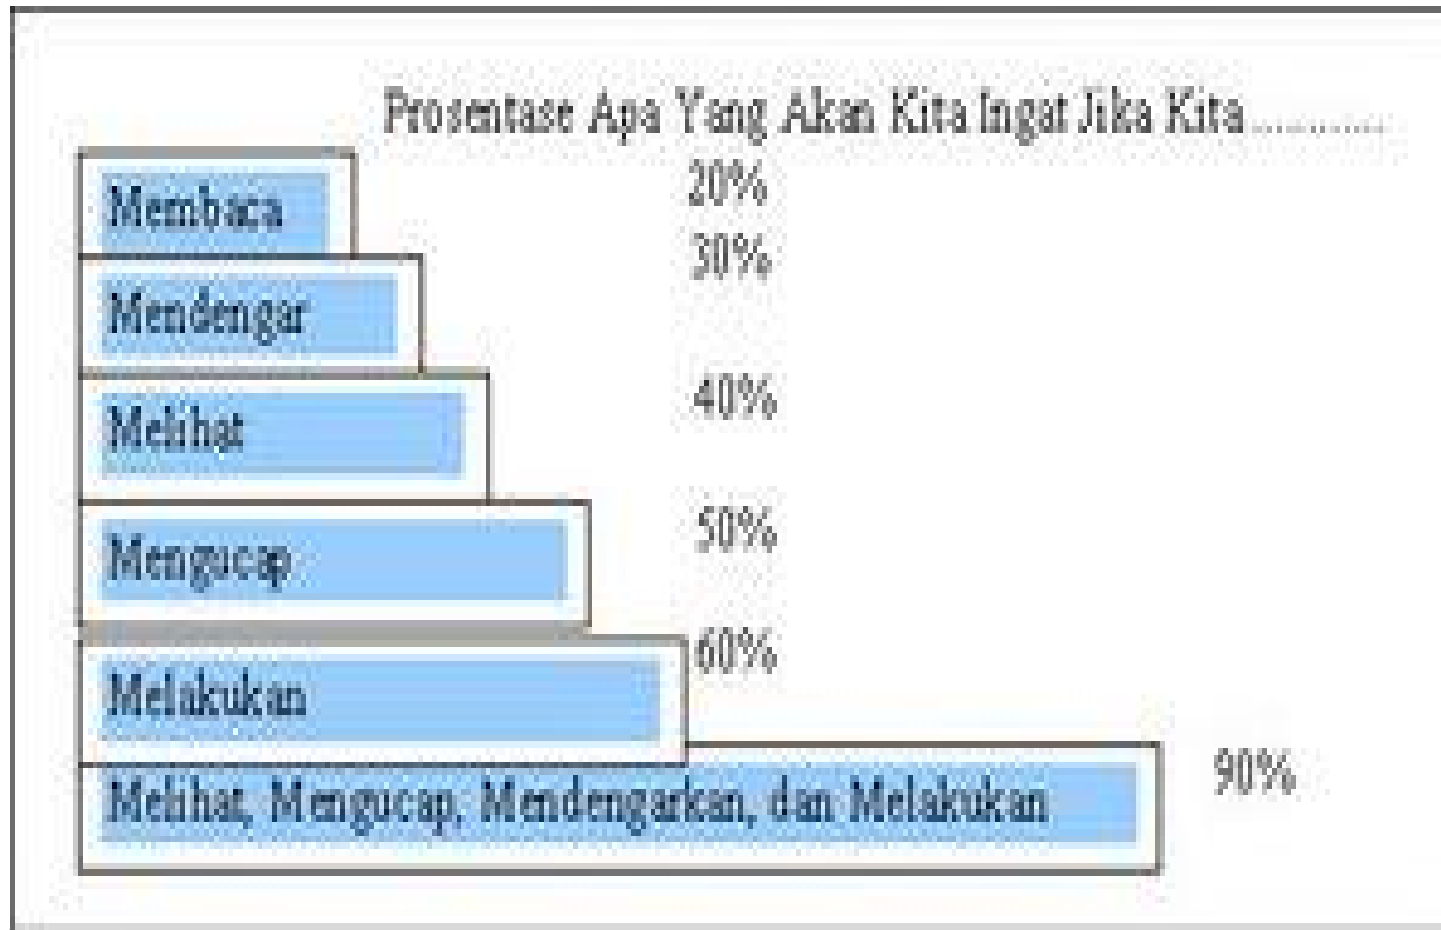 Prosentase Apa Yang Akan Kita Ingat Jika Kita............
Membaca 20%
Mendengar 30%
Melihat 40%
Mengucap 50%
Melakukan 60%
Melihat, Mengucap, Mendengarkan, dan Melakukan 90%